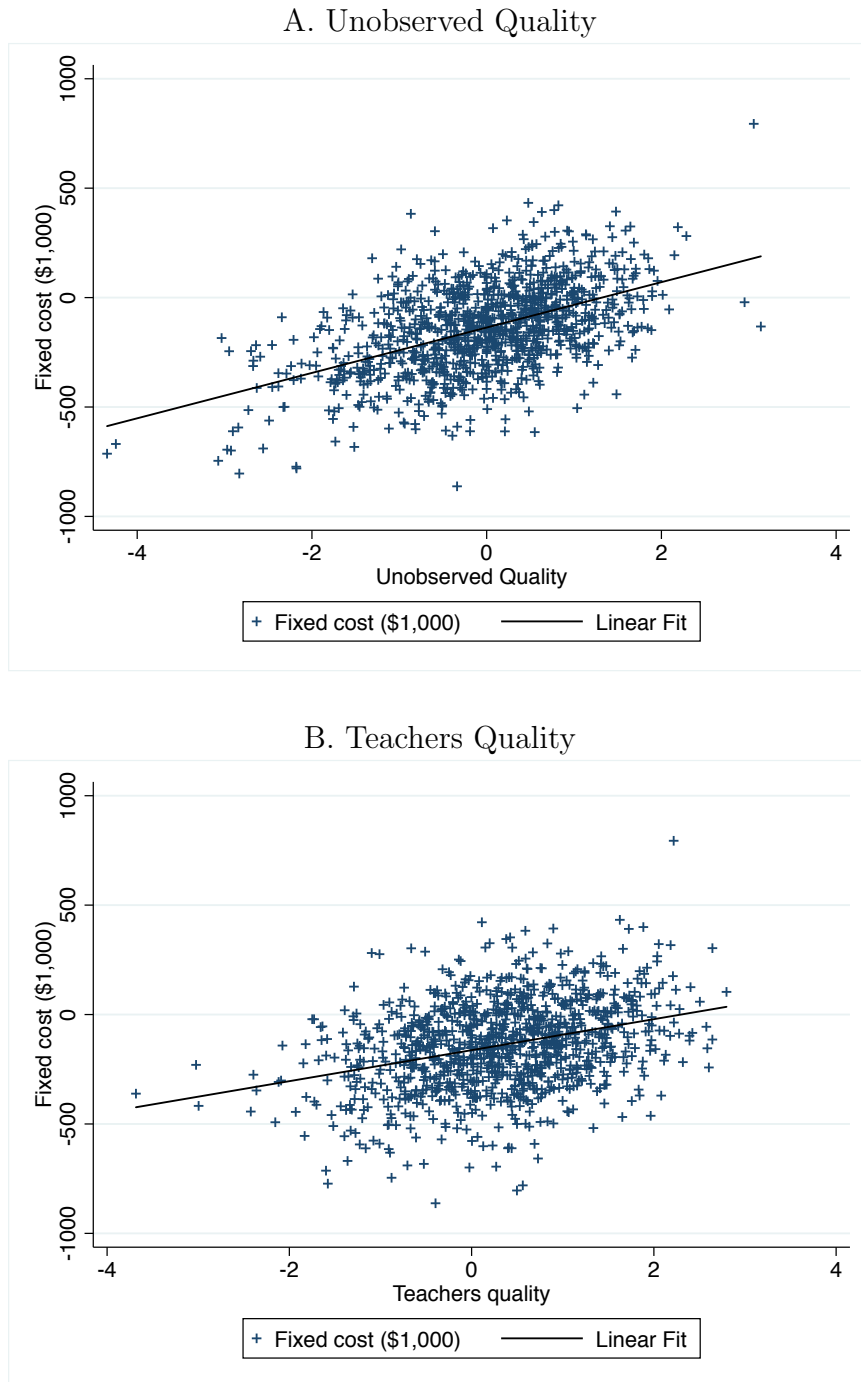 A. Unobserved Quality
1000
500
0
-500
-1000
Fixed cost ($1,000)
-4 -2 0 2 4
Unobserved Quality
Fixed cost ($1,000) Linear Fit
B. Teachers Quality
1000
500
0
-500
-1000
Fixed cost ($1,000)
-4 -2 0 2 4
Teachers quality
Fixed cost ($1,000) Linear Fit